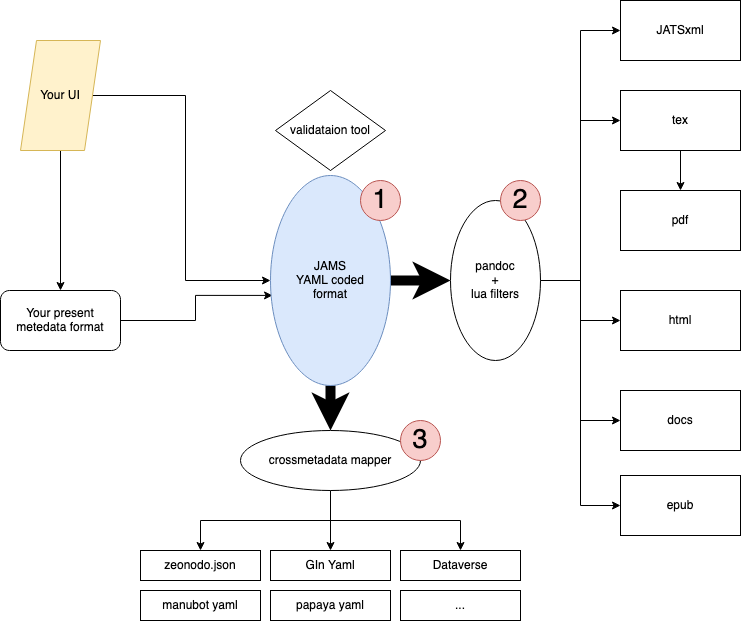 JATSxml
Your UI
tex
validataion tool
1
2
pdf
JAMS
YAML coded
format
pandoc
+
lua filters
Your present
metedata format
html
3
docs
crossmetadata mapper
epub
zeonodo.json
GIn Yaml
Dataverse
manubot yaml
papaya yaml
...